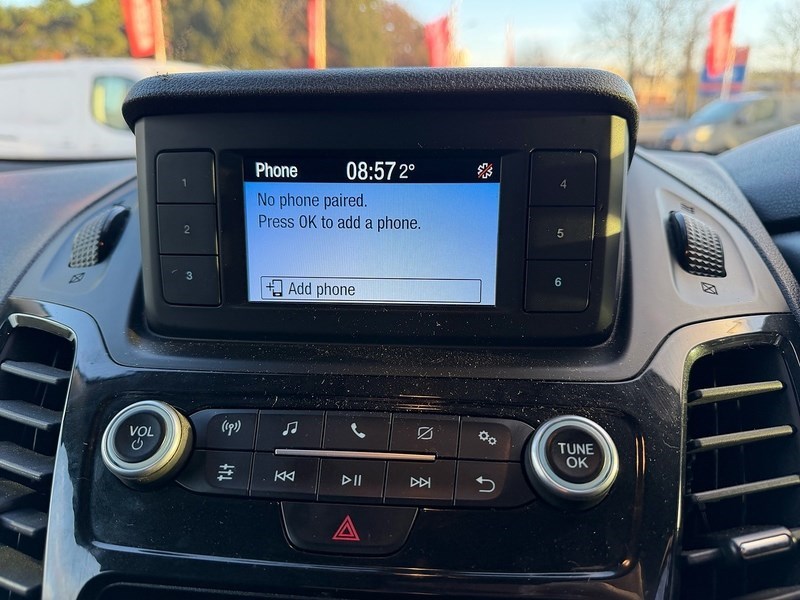 Phone 08:57 2°
No phone paired.
Press OK to add a phone.
Add phone
1
2
3
4
5
6
VOL
TUNE
OK